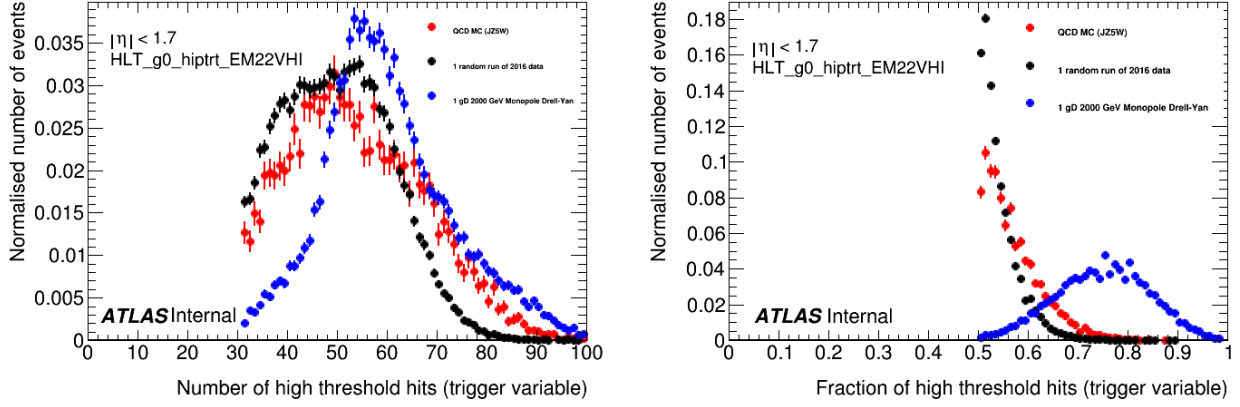 Normalised number of events
0.035
0.03
0.025
0.02
0.015
0.01
0.005
0
|η| < 1.7
HLT_g0_hiptrt_EM22VHI
QCD MC (JZ5W)
1 random run of 2016 data
1 gD 2000 GeV Monopole Drell-Yan
ATLAS Internal
0 10 20 30 40 50 60 70 80 90 100
Number of high threshold hits (trigger variable)
Normalised number of events
0.18
0.16
0.14
0.12
0.1
0.08
0.06
0.04
0.02
0
|η| < 1.7
HLT_g0_hiptrt_EM22VHI
QCD MC (JZ5W)
1 random run of 2016 data
1 gD 2000 GeV Monopole Drell-Yan
ATLAS Internal
0 0.1 0.2 0.3 0.4 0.5 0.6 0.7 0.8 0.9 1
Fraction of high threshold hits (trigger variable)